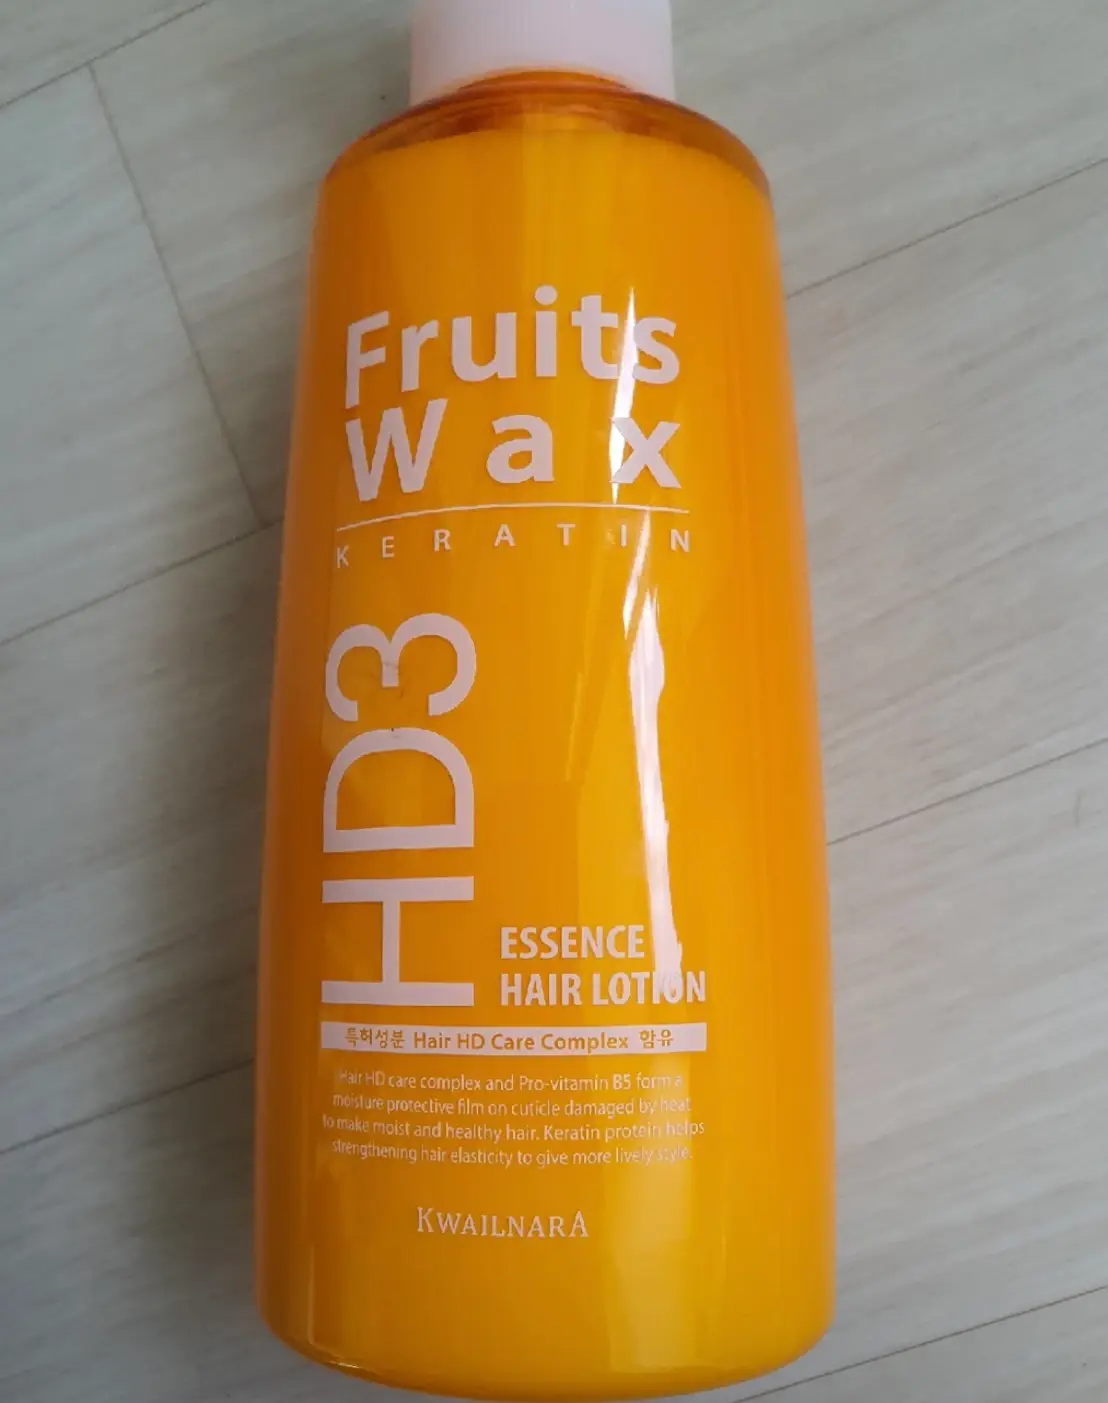 Fruits
Wax
KERATIN
HD3
ESSENCE
HAIR LOTION
특허성분 Hair HD Care Complex 함유
Hair HD care complex and Pro-vitamin B5 form a
moisture protective film on cuticle damaged by heat
to make moist and healthy hair. Keratin protein helps
strengthening hair elasticity to give more lively style.
KWAILNARA